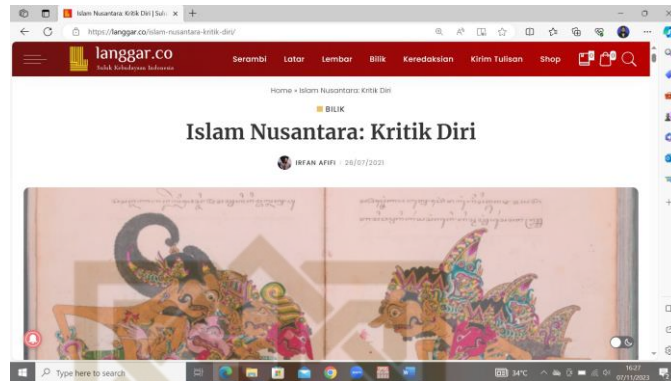 Islam Nusantara: Kritik Diri | Sulu
https://langgar.co/islam-nusantara-kritik-diri/
langgar.co
Suluk Kebudayaan Indonesia
Serambi Latar Lembar Bilik Keredaksian Kirim Tulisan Shop
Home » Islam Nusantara: Kritik Diri
BILIK
Islam Nusantara: Kritik Diri
IRFAN AFIFI 26/07/2021
Type here to search
34°C
16:27
07/11/2023